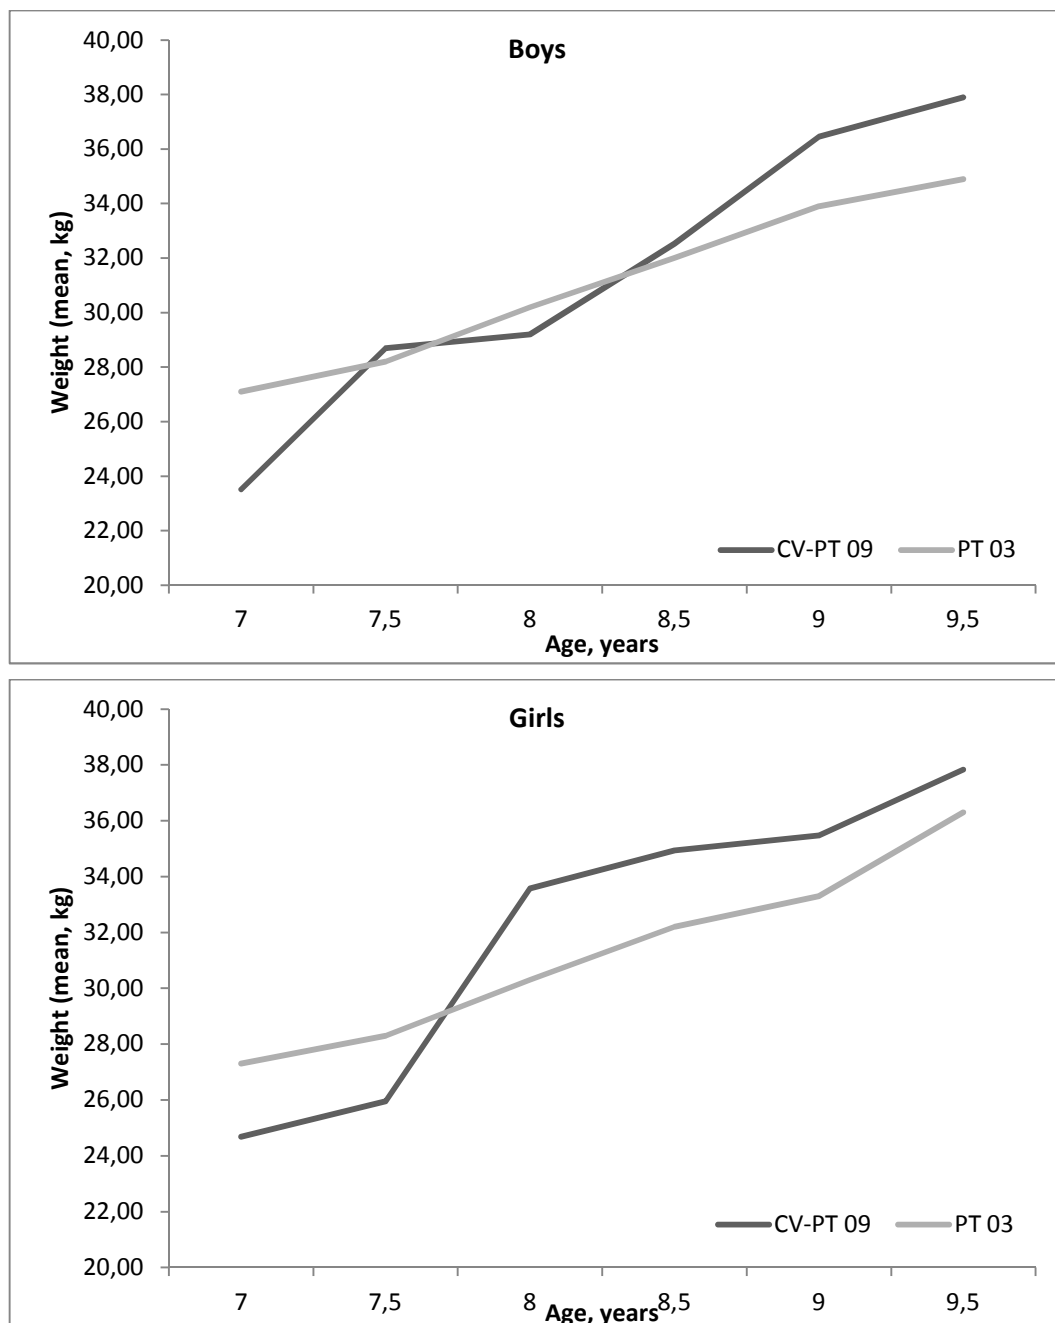 Boys
40,00
38,00
36,00
34,00
32,00
30,00
28,00
26,00
24,00
22,00
20,00
Weight (mean, kg)
CV-PT 09 PT 03
7 7,5 8 8,5 9 9,5
Age, years
Girls
40,00
38,00
36,00
34,00
32,00
30,00
28,00
26,00
24,00
22,00
20,00
Weight (mean, kg)
CV-PT 09 PT 03
7 7,5 8 8,5 9 9,5
Age, years